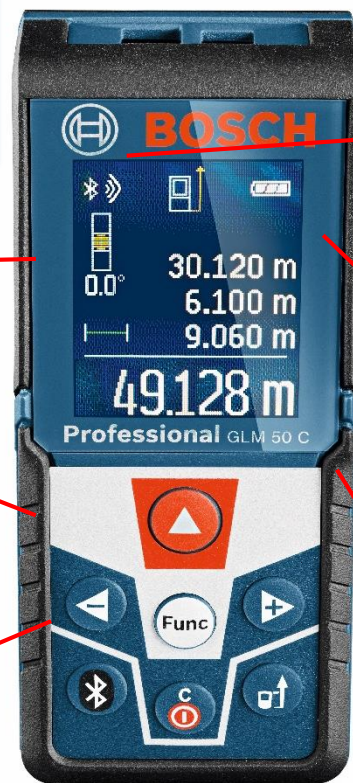 BOSCH
30.120 m
0.0°
6.100 m
9.060 m
49.128 m
Professional GLM 50 C
Func
C